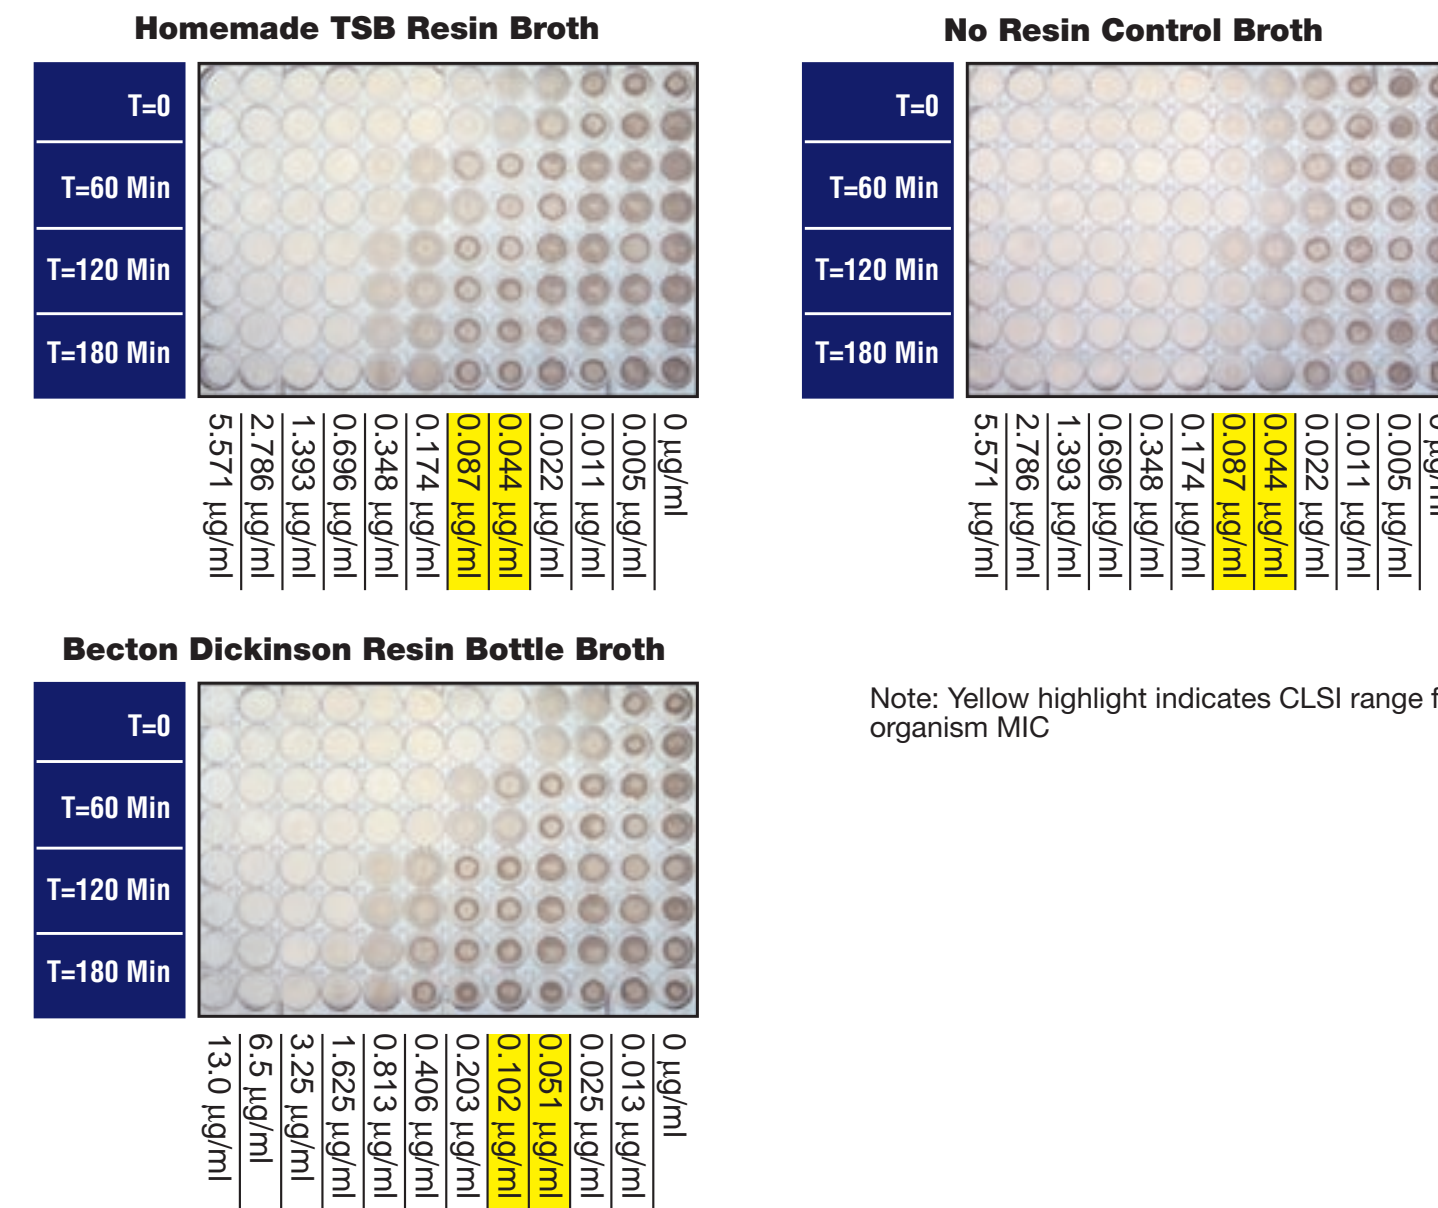 Homemade TSB Resin Broth
T=0
T=60 Min
T=120 Min
T=180 Min
5.571 µg/ml
2.786 µg/ml
1.393 µg/ml
0.696 µg/ml
0.348 µg/ml
0.174 µg/ml
0.087 µg/ml
0.044 µg/ml
0.022 µg/ml
0.011 µg/ml
0.005 µg/ml
0 µg/ml
No Resin Control Broth
T=0
T=60 Min
T=120 Min
T=180 Min
5.571 µg/ml
2.786 µg/ml
1.393 µg/ml
0.696 µg/ml
0.348 µg/ml
0.174 µg/ml
0.087 µg/ml
0.044 µg/ml
0.022 µg/ml
0.011 µg/ml
0.005 µg/ml
0 µg/ml
Becton Dickinson Resin Bottle Broth
T=0
T=60 Min
T=120 Min
T=180 Min
13.0 µg/ml
6.5 µg/ml
3.25 µg/ml
1.625 µg/ml
0.813 µg/ml
0.406 µg/ml
0.203 µg/ml
0.102 µg/ml
0.051 µg/ml
0.025 µg/ml
0.013 µg/ml
0 µg/ml
Note: Yellow highlight indicates CLSI range
organism MIC